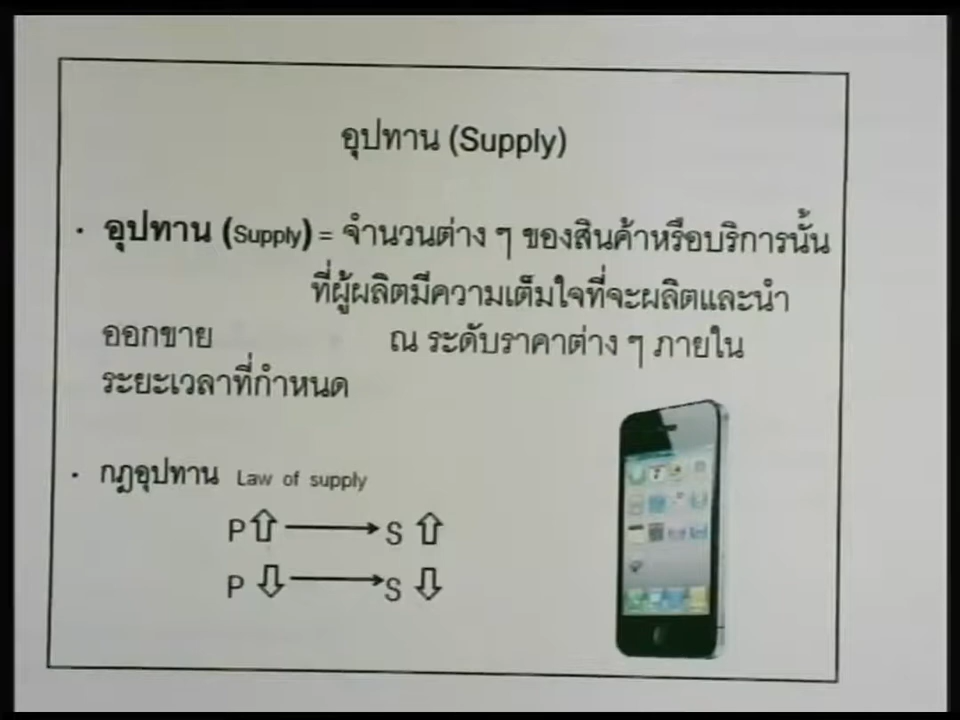 อุปทาน (Supply)
· อุปทาน (Supply) = จำนวนต่าง ๆ ของสินค้าหรือบริการนั้น
ที่ผู้ผลิตมีความเต็มใจที่จะผลิตและนำ
ออกขาย ณ ระดับราคาต่าง ๆ ภายใน
ระยะเวลาที่กำหนด
· กฎอุปทาน Law of supply
P⇧ ⟶ S ⇧
P ⇩ ⟶ S ⇩